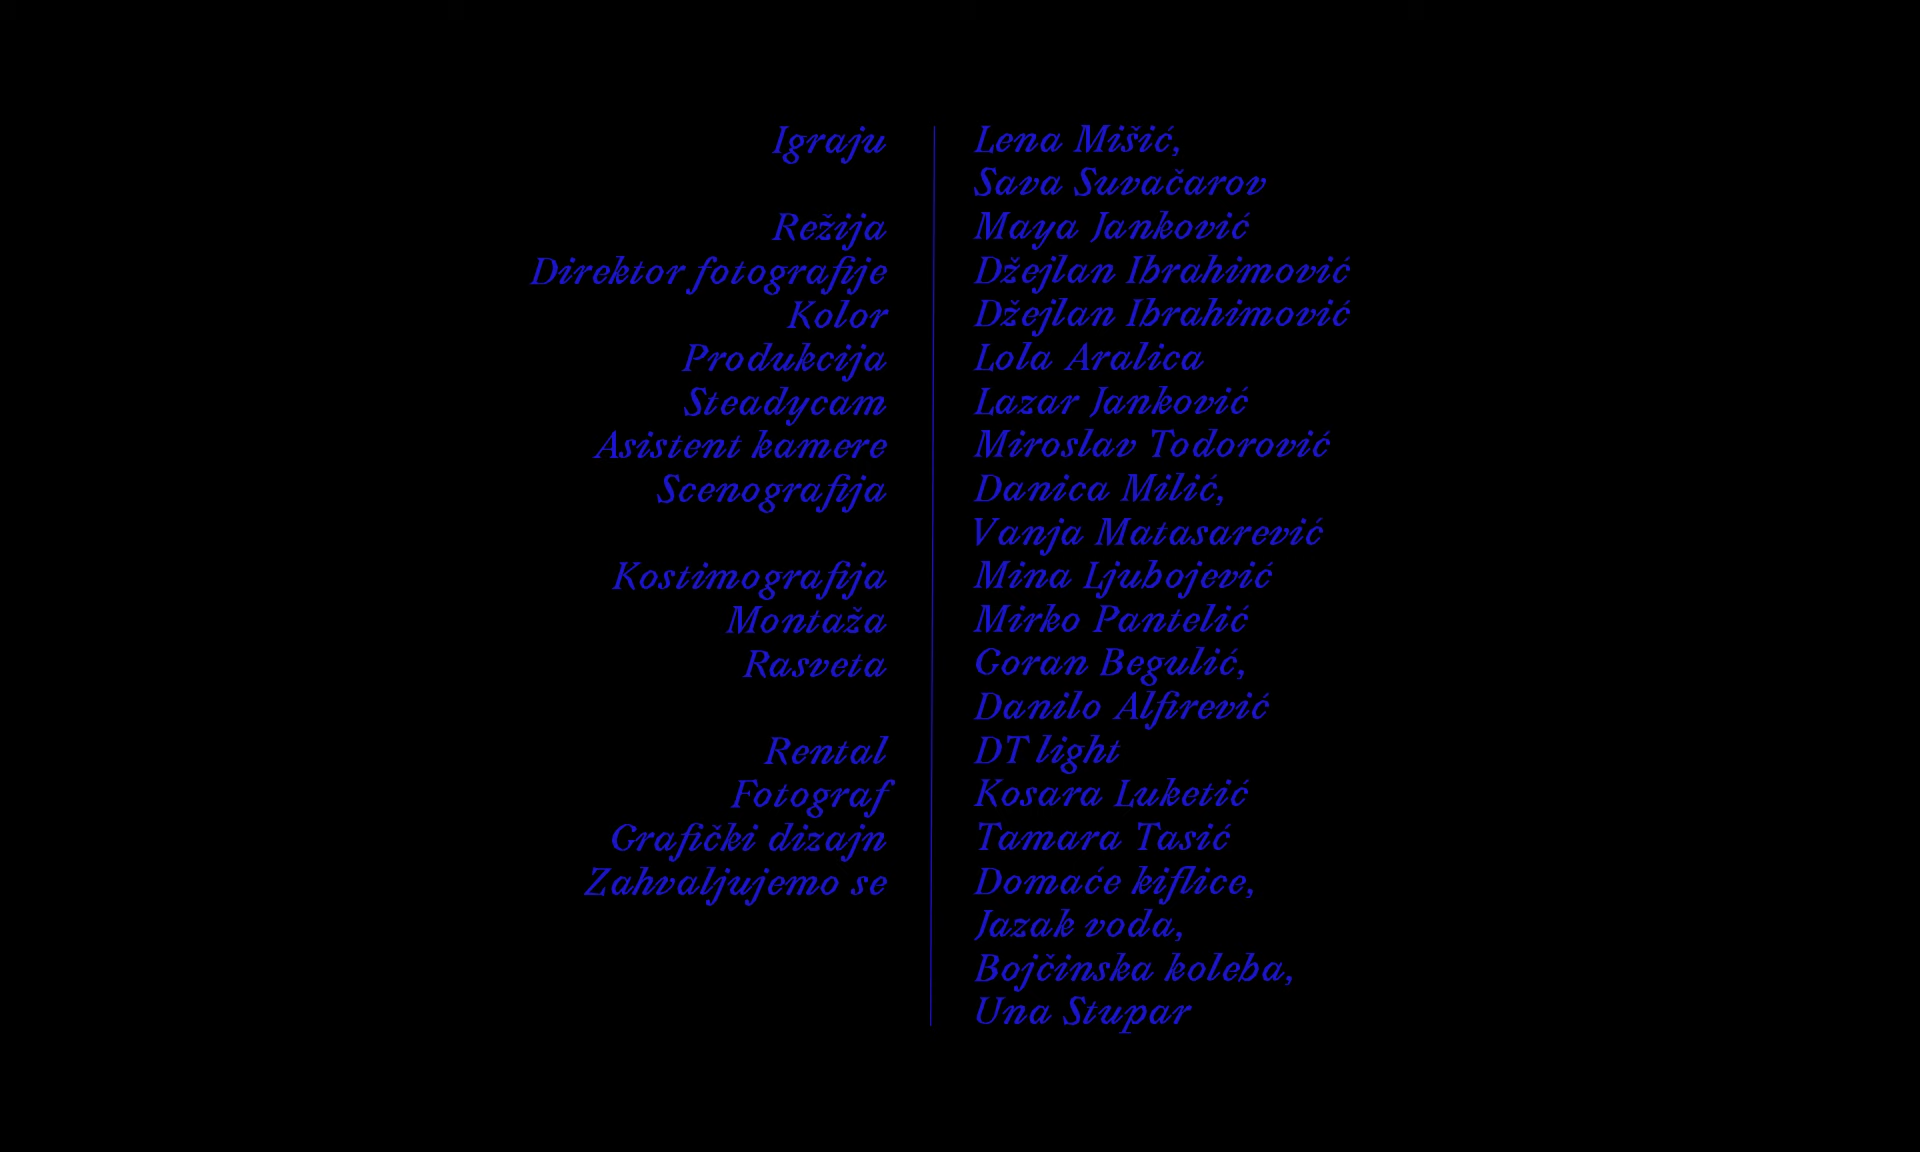 Igraju Lena Mišić,
Sava Suvačarov
Režija Maya Janković
Direktor fotografije Džejlan Ibrahimović
Kolor Džejlan Ibrahimović
Produkcija Lola Aralica
Steadycam Lazar Janković
Asistent kamere Miroslav Todorović
Scenografija Danica Milić,
Vanja Matasarević
Kostimografija Mina Ljubojević
Montaža Mirko Pantelić
Rasveta Goran Begulić,
Danilo Alfirević
Rental DT light
Fotograf Kosara Luketić
Grafički dizajn Tamara Tasić
Zahvaljujemo se Domaće kiflice,
Jazak voda,
Bojčinska koleba,
Una Stupar